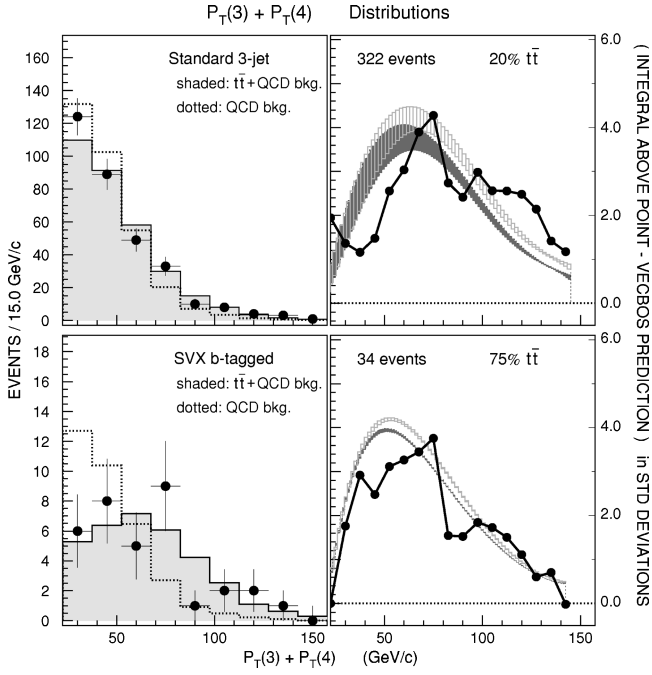 P_T(3) + P_T(4) Distributions
Standard 3-jet
shaded: tt̄+QCD bkg.
dotted: QCD bkg.
160
140
120
100
80
60
40
20
0
322 events 20% tt̄
6.0
4.0
2.0
0.0
SVX b-tagged
shaded: tt̄+QCD bkg.
dotted: QCD bkg.
18
16
14
12
10
8
6
4
2
0
34 events 75% tt̄
6.0
4.0
2.0
0.0
50 100 150
50 100 150
P_T(3) + P_T(4) (GeV/c)
EVENTS / 15.0 GeV/c
( INTEGRAL ABOVE POINT - VECBOS PREDICTION ) in STD DEVIATIONS